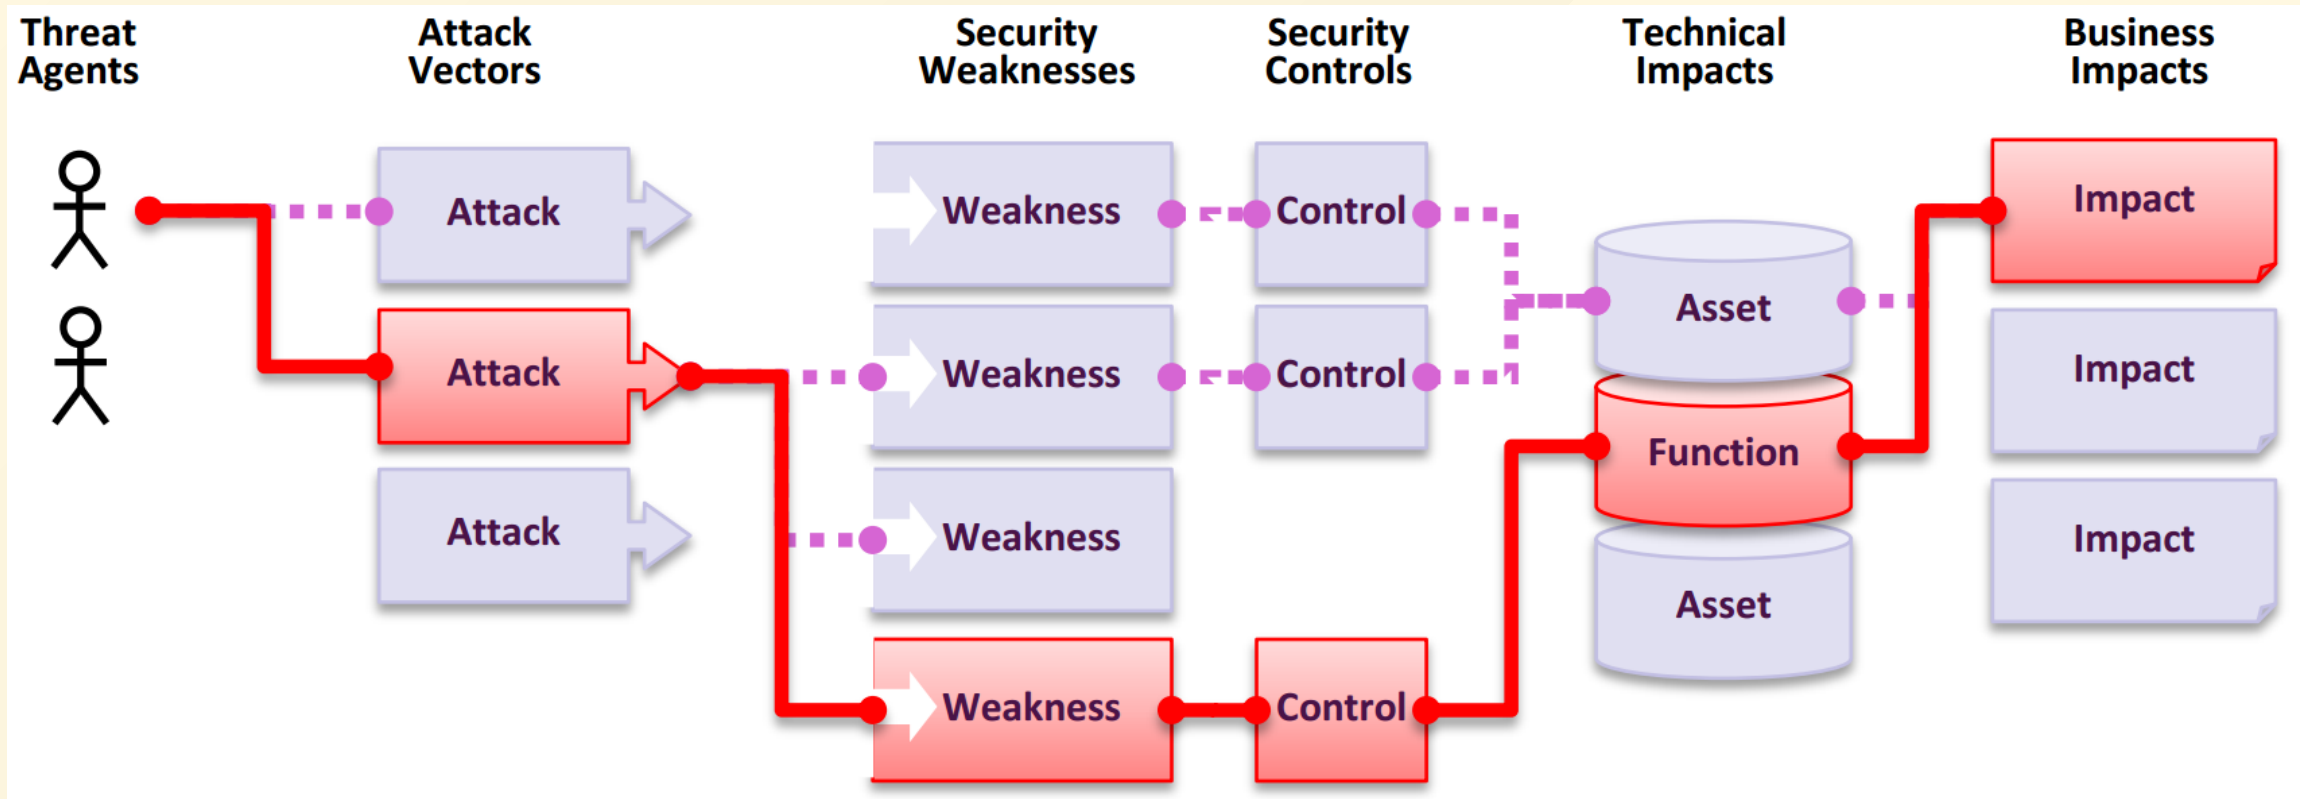 Threat
Agents
Attack
Vectors
Security
Weaknesses
Security
Controls
Technical
Impacts
Business
Impacts
Attack
Weakness
Control
Impact
Asset
Attack
Weakness
Control
Impact
Function
Attack
Weakness
Impact
Asset
Weakness
Control